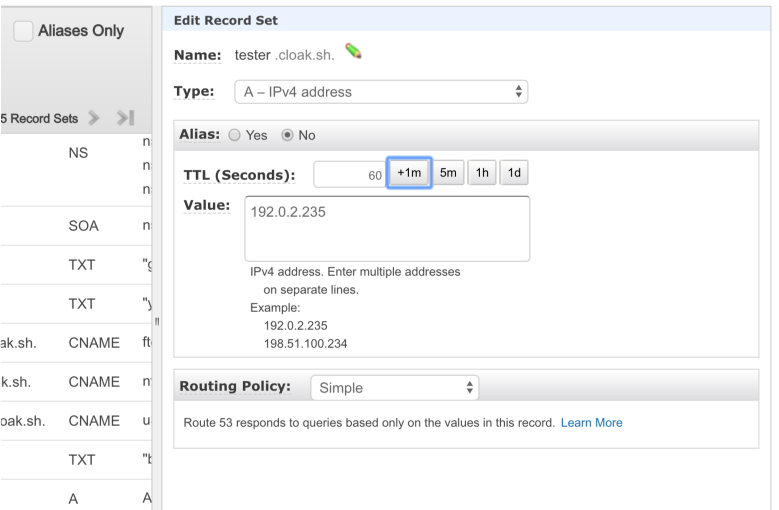 Aliases Only
5 Record Sets
NS
SOA
TXT
TXT
ak.sh. CNAME
k.sh. CNAME
oak.sh. CNAME
TXT
A A
Edit Record Set
Name: tester .cloak.sh.
Type: A – IPv4 address
Alias: Yes No
TTL (Seconds): 60 +1m 5m 1h 1d
Value: 192.0.2.235
IPv4 address. Enter multiple addresses
on separate lines.
Example:
192.0.2.235
198.51.100.234
Routing Policy: Simple
Route 53 responds to queries based only on the values in this record. Learn More